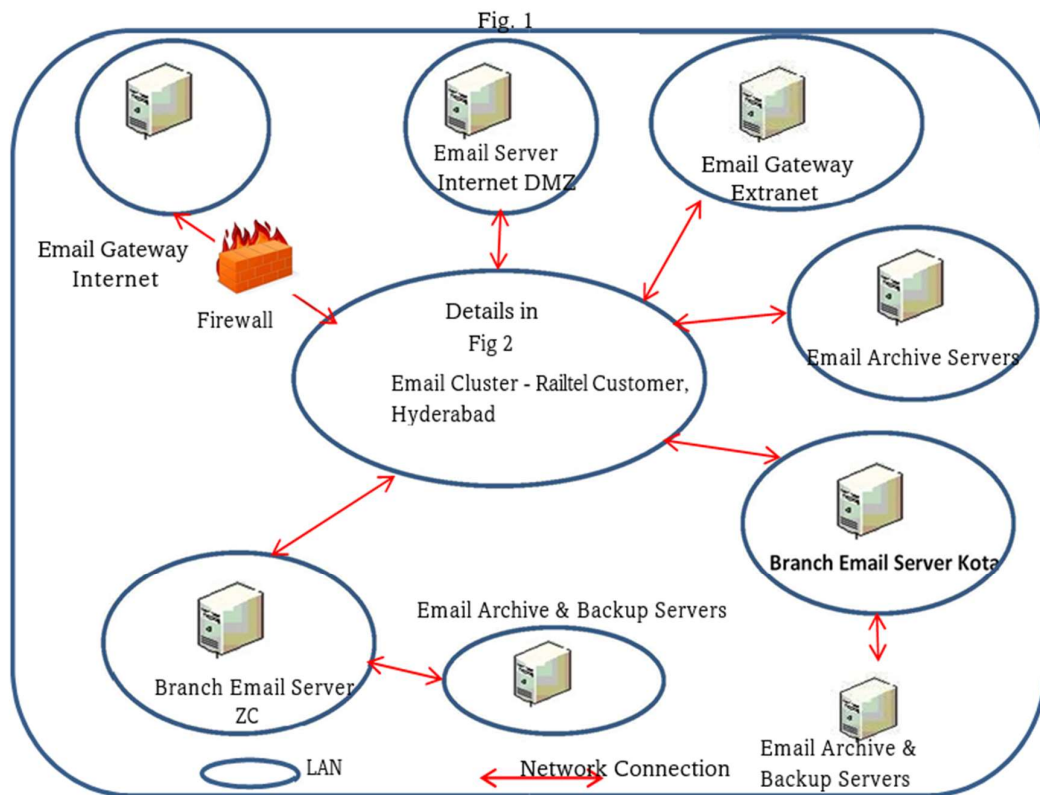 Fig. 1
Email Server
Internet DMZ
Email Gateway
Extranet
Email Gateway
Internet
Firewall
Details in
Fig 2
Email Cluster - Railtel Customer,
Hyderabad
Email Archive Servers
Branch Email Server Kota
Email Archive & Backup Servers
Branch Email Server
ZC
Email Archive &
Backup Servers
LAN
Network Connection